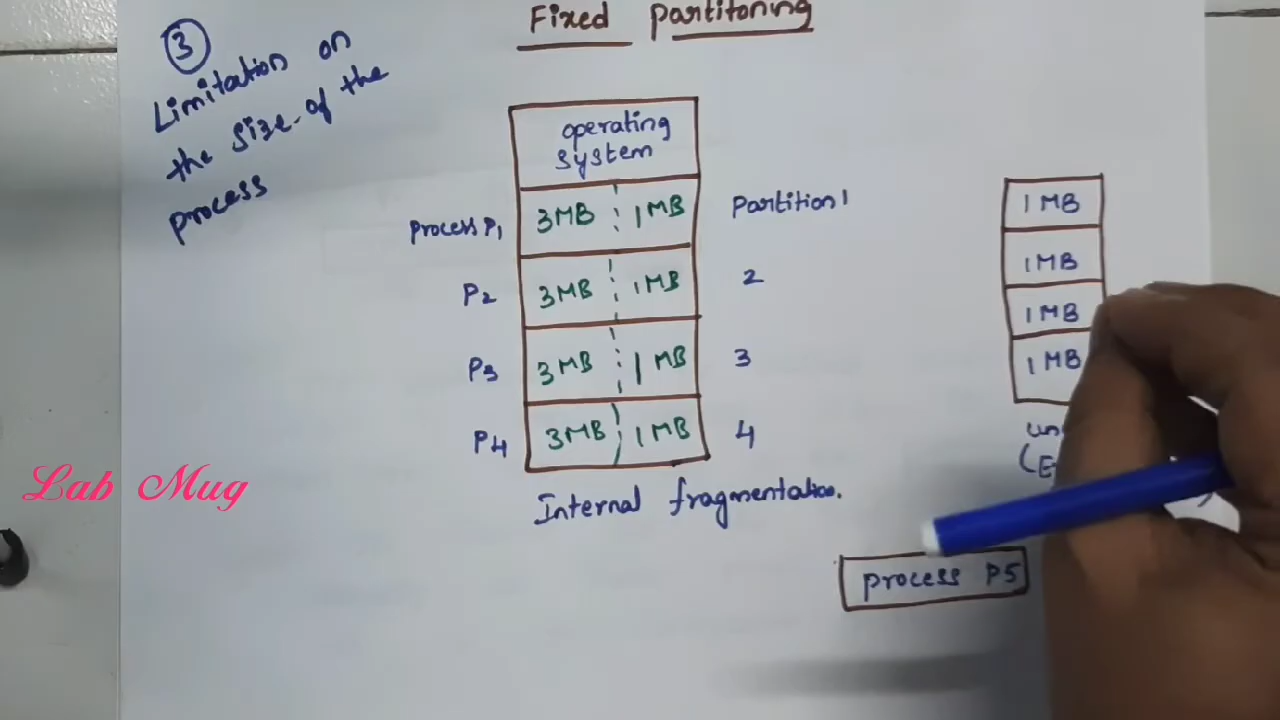 Fixed partitoning
3
Limitation on
the size of the
process
operating
system
process P1
3MB
1MB
Partition 1
P2
3MB
1MB
2
P3
3MB
1MB
3
P4
3MB
1MB
4
Internal fragmentation.
1MB
1MB
1MB
1MB
process P5
Lab Mug